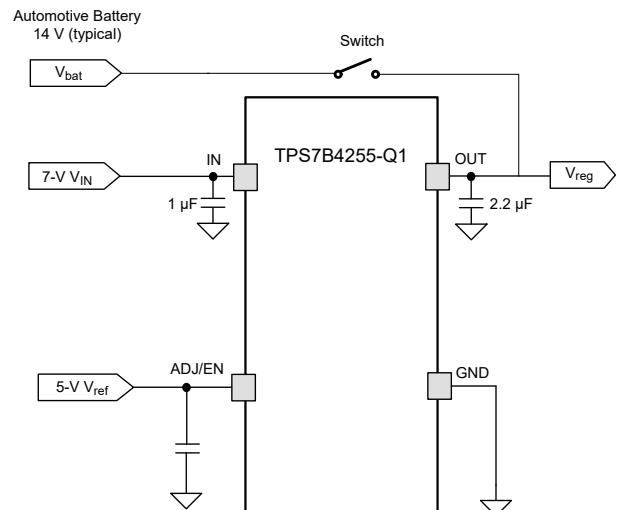 Automotive Battery
14 V (typical)
Switch
Vbat
TPS7B4255-Q1
IN
OUT
7-V VIN
Vreg
1 µF
2.2 µF
ADJ/EN
GND
5-V Vref